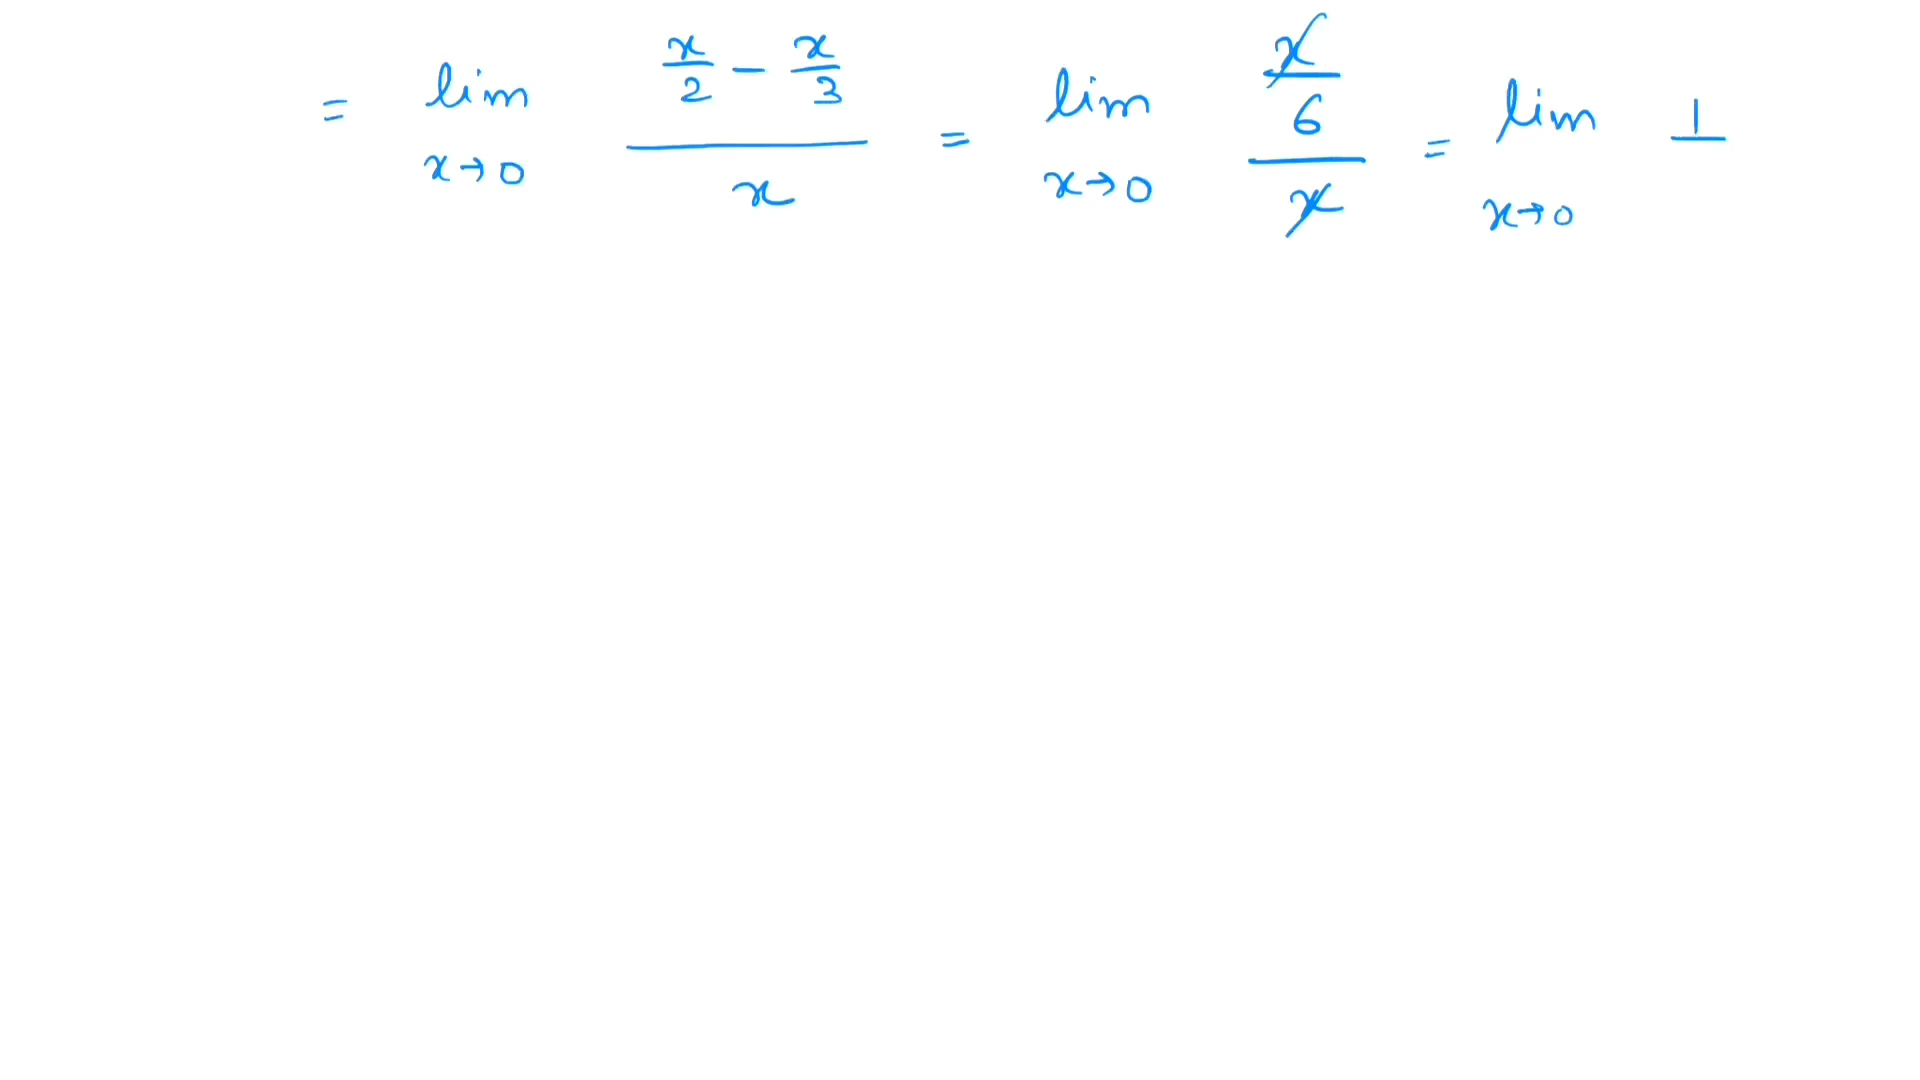 = lim x→0 (x/2 − x/3)/x = lim x→0 (x/6)/x = lim x→0 1/